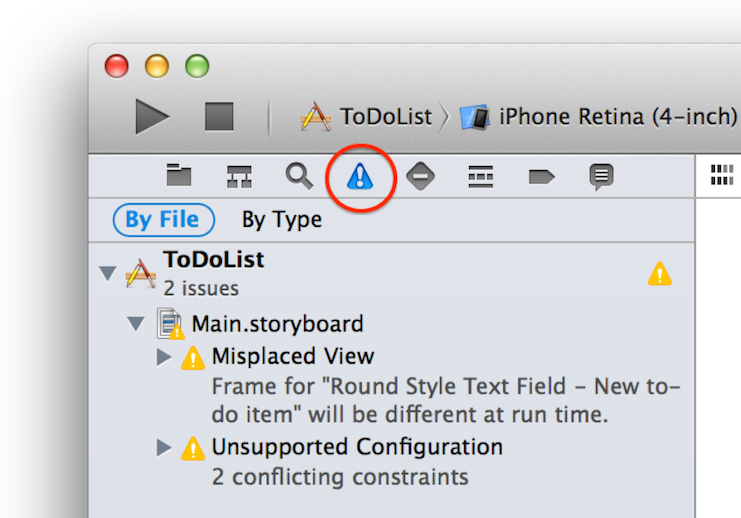 ToDoList
iPhone Retina (4-inch)
By File
By Type
ToDoList
2 issues
Main.storyboard
Misplaced View
Frame for "Round Style Text Field – New to-
do item" will be different at run time.
Unsupported Configuration
2 conflicting constraints